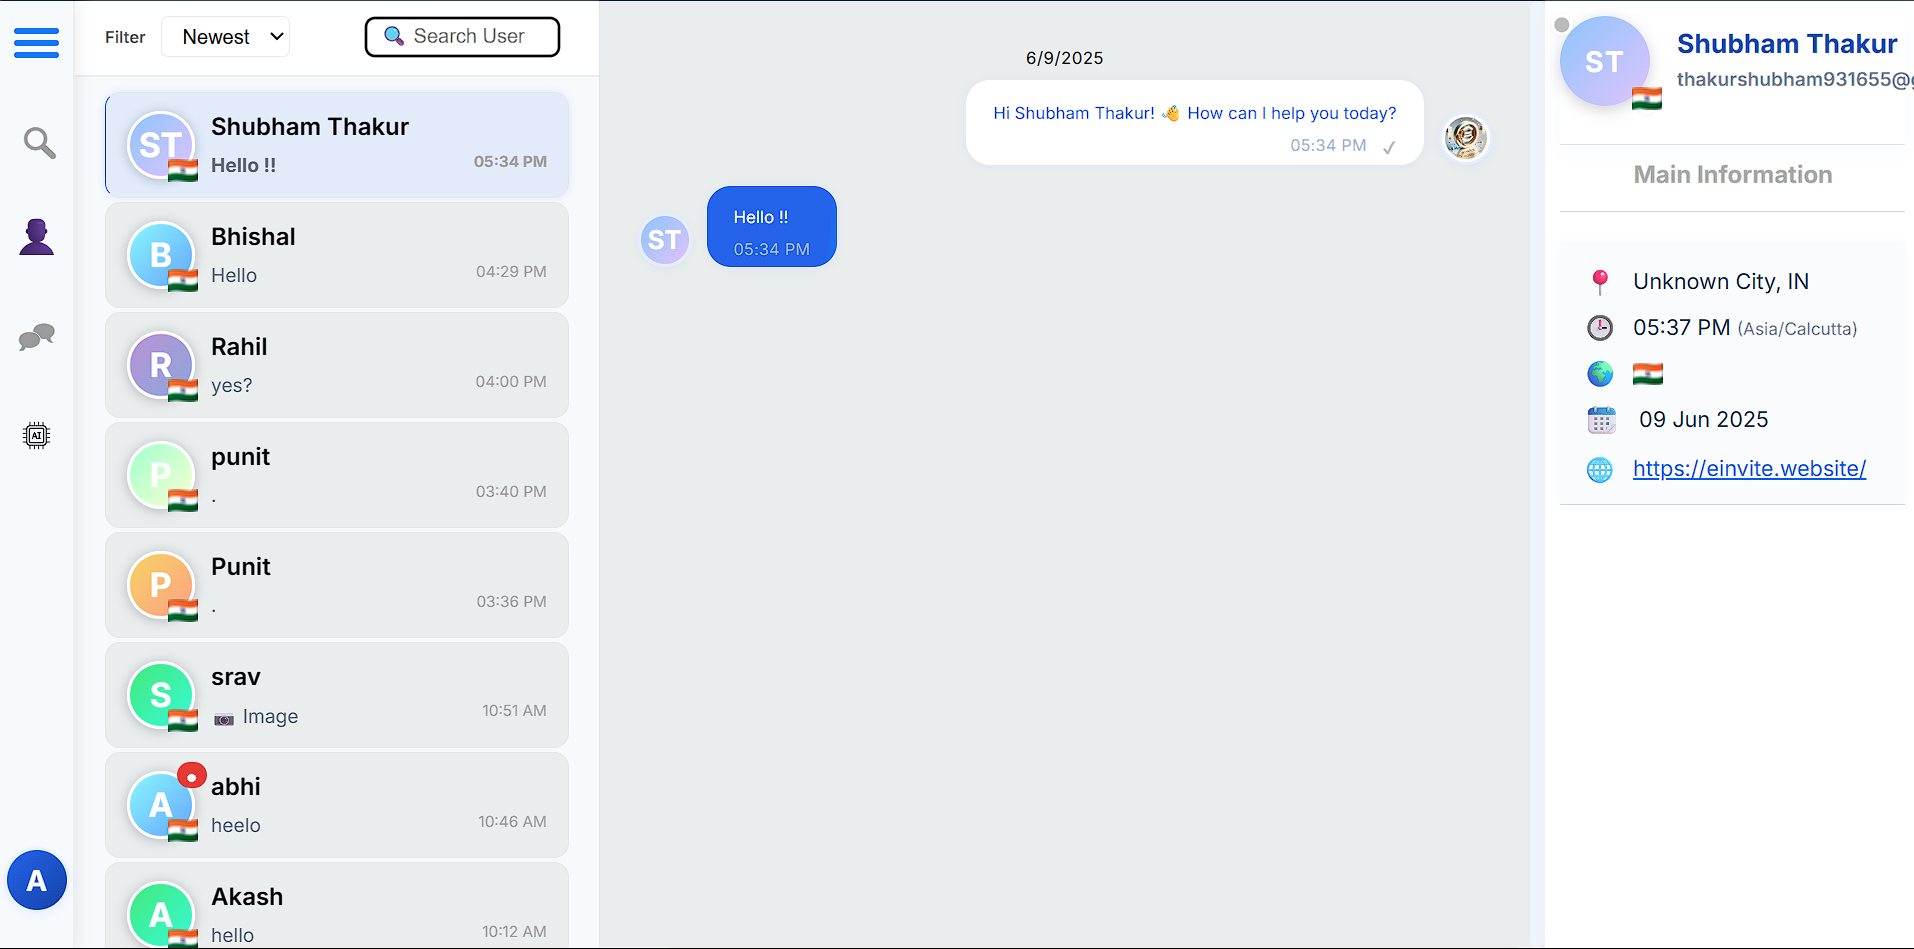 Filter Newest Search User
Shubham Thakur
Hello !! 05:34 PM
Bhishal
Hello 04:29 PM
Rahil
yes? 04:00 PM
punit
. 03:40 PM
Punit
. 03:36 PM
srav
Image 10:51 AM
abhi
heelo 10:46 AM
Akash
hello 10:12 AM
ST
B
R
P
P
S
A
A
AI
A
6/9/2025
Hi Shubham Thakur! 👋 How can I help you today?
05:34 PM ✓
ST
Hello !!
05:34 PM
ST
Shubham Thakur
thakurshubham931655@
Main Information
Unknown City, IN
05:37 PM (Asia/Calcutta)
09 Jun 2025
https://einvite.website/